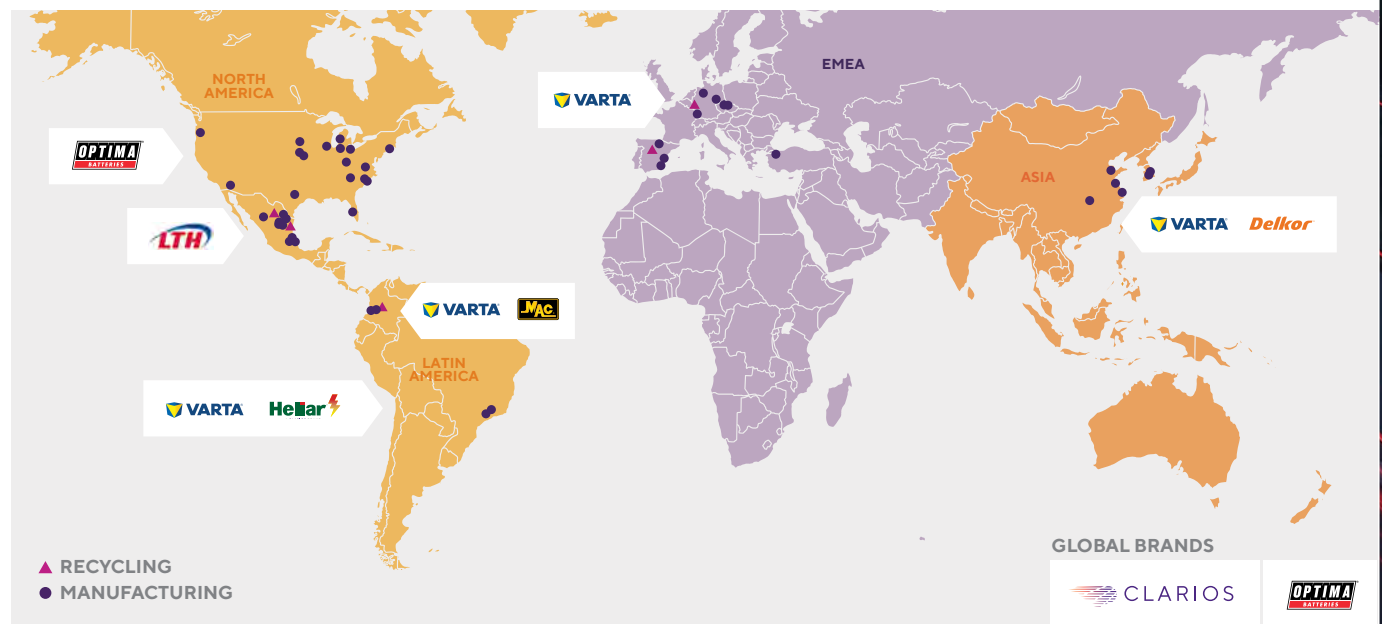 NORTH
AMERICA
EMEA
VARTA
OPTIMA
BATTERIES
ASIA
LTH
VARTA Delkor
VARTA MAC
LATIN
AMERICA
VARTA Heliar
GLOBAL BRANDS
RECYCLING
MANUFACTURING
CLARIOS
OPTIMA
BATTERIES